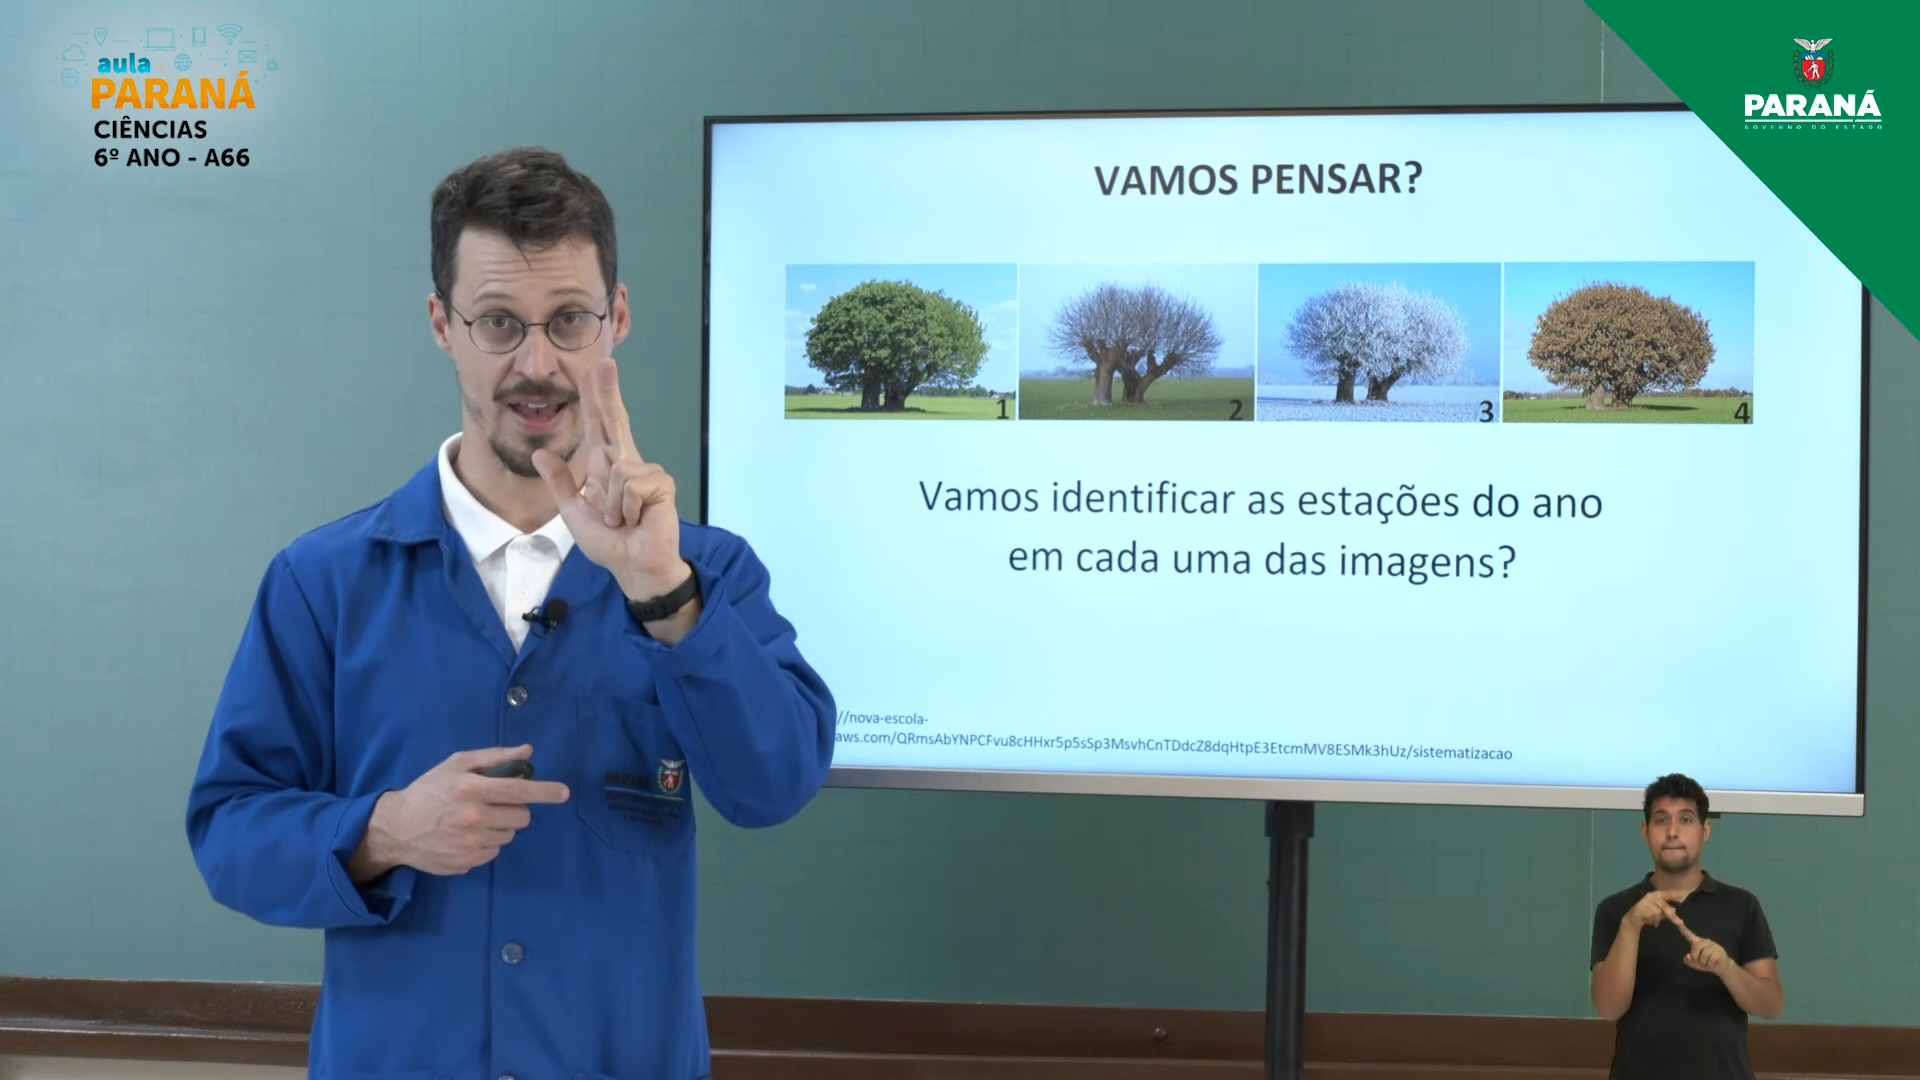 aula
PARANÁ
CIÊNCIAS
6º ANO - A66
PARANÁ
GOVERNO DO ESTADO
VAMOS PENSAR?
1
2
3
4
Vamos identificar as estações do ano
em cada uma das imagens?
//nova-escola-
aws.com/QRmsAbYNPCFvu8cHHxr5p5sSp3MsvhCnTDdcZ8dqHtpE3EtcmMV8ESMk3hUz/sistematizacao
PARANÁ